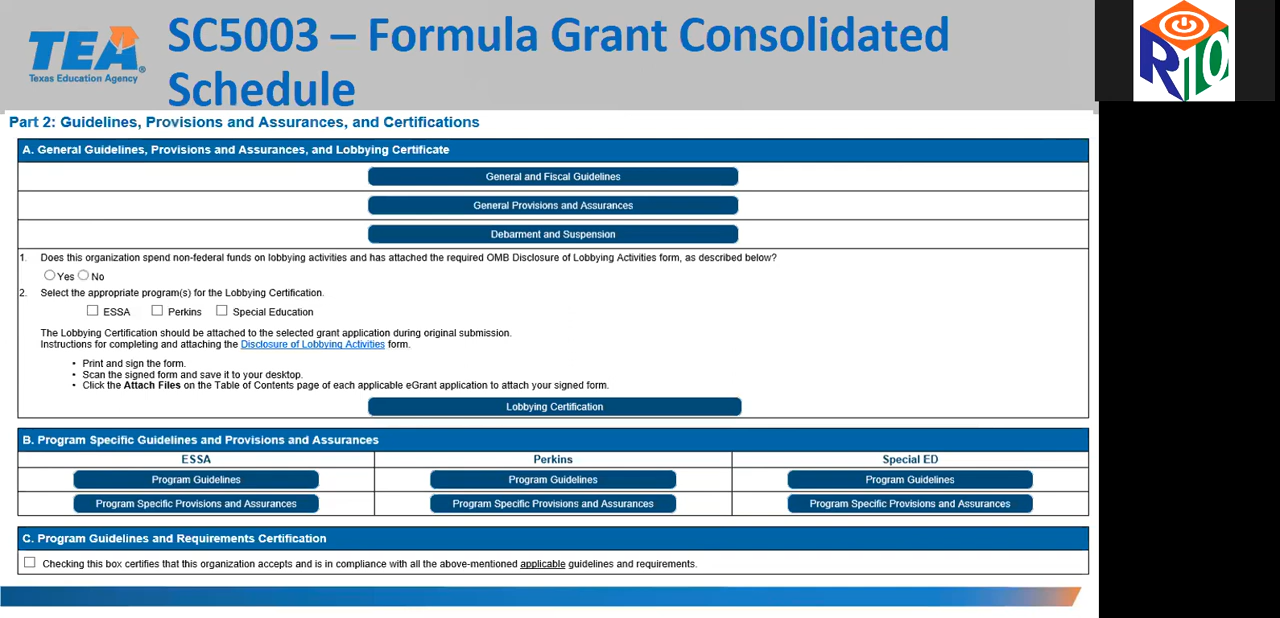 TEA
Texas Education Agency
SC5003 – Formula Grant Consolidated
Schedule
R10
Part 2: Guidelines, Provisions and Assurances, and Certifications
A. General Guidelines, Provisions and Assurances, and Lobbying Certificate
General and Fiscal Guidelines
General Provisions and Assurances
Debarment and Suspension
1. Does this organization spend non-federal funds on lobbying activities and has attached the required OMB Disclosure of Lobbying Activities form, as described below?
Yes No
2. Select the appropriate program(s) for the Lobbying Certification.
ESSA Perkins Special Education
The Lobbying Certification should be attached to the selected grant application during original submission.
Instructions for completing and attaching the Disclosure of Lobbying Activities form.
• Print and sign the form.
• Scan the signed form and save it to your desktop.
• Click the Attach Files on the Table of Contents page of each applicable eGrant application to attach your signed form.
Lobbying Certification
B. Program Specific Guidelines and Provisions and Assurances
ESSA Perkins Special ED
Program Guidelines Program Guidelines Program Guidelines
Program Specific Provisions and Assurances Program Specific Provisions and Assurances Program Specific Provisions and Assurances
C. Program Guidelines and Requirements Certification
Checking this box certifies that this organization accepts and is in compliance with all the above-mentioned applicable guidelines and requirements.